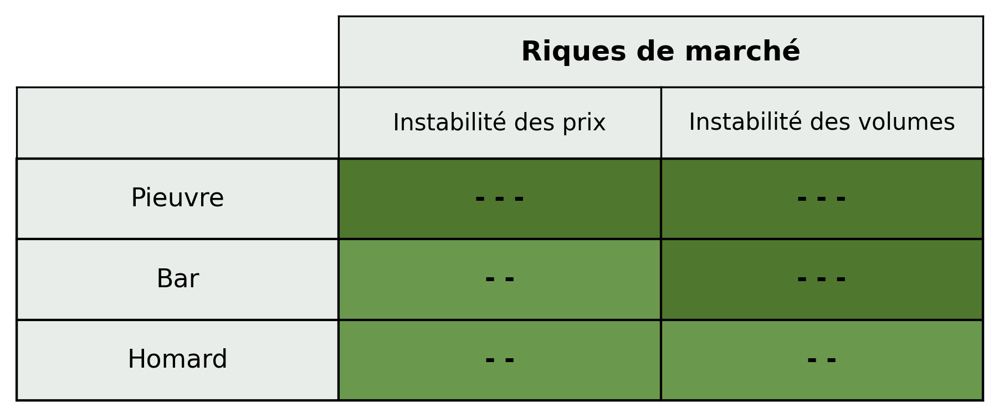 Riques de marché
Instabilité des prix Instabilité des volumes
Pieuvre - - - - - -
Bar - - - - -
Homard - - - -